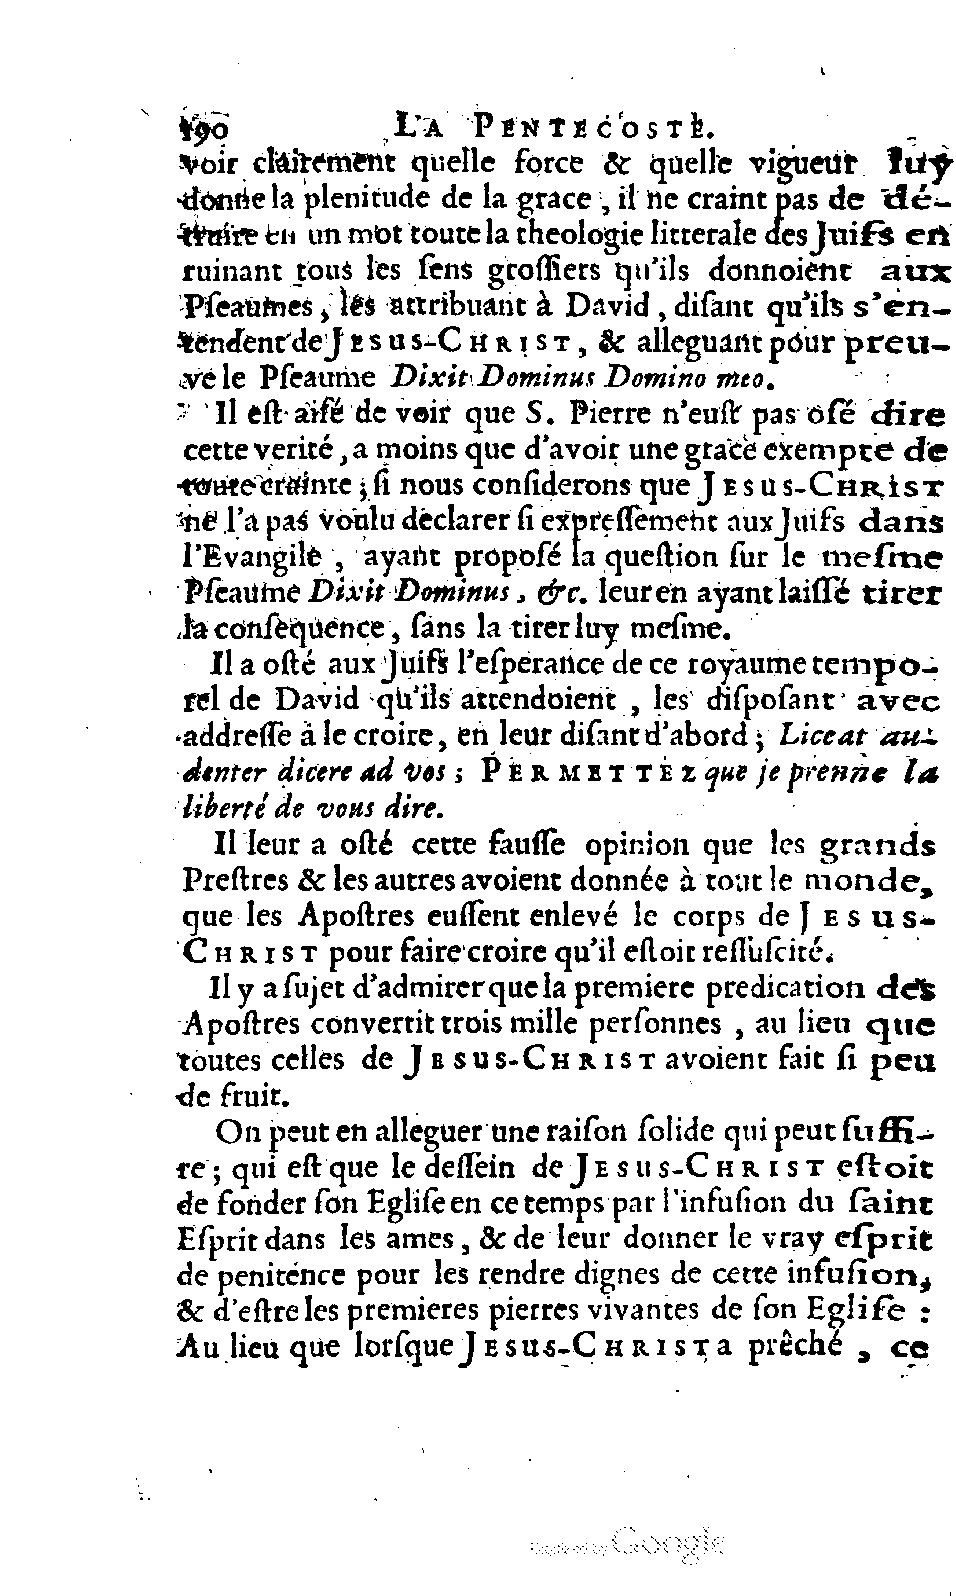 190 LA PENTECOSTE.
voir clairement quelle force & quelle vigueur luy
donne la plenitude de la grace, il ne craint pas de dé-
truire en un mot toute la theologie litterale des Juifs en
ruinant tous les ſens groſſiers qu'ils donnoient aux
Pſeaumes, les attribuant à David, diſant qu'ils s'en-
tendent de JESUS-CHRIST, & alleguant pour preu-
ve le Pſeaume Dixit Dominus Domino meo.
Il eſt aiſé de voir que S. Pierre n'euſt pas oſé dire
cette verité, a moins que d'avoir une grace exempte de
toute crainte; ſi nous conſiderons que JESUS-CHRIST
ne l'a pas voulu declarer ſi expreſſement aux Juifs dans
l'Evangile, ayant propoſé la queſtion ſur le meſme
Pſeaume Dixit Dominus, &c. leur en ayant laiſſé tirer
la conſequence, ſans la tirer luy meſme.
Il a oſté aux Juifs l'eſperance de ce royaume tempo-
rel de David qu'ils attendoient, les diſpoſant avec
addreſſe à le croire, en leur diſant d'abord; Liceat au-
denter dicere ad vos; PERMETTEZ que je prenne la
liberté de vous dire.
Il leur a oſté cette fauſſe opinion que les grands
Preſtres & les autres avoient donnée à tout le monde,
que les Apoſtres euſſent enlevé le corps de JESUS-
CHRIST pour faire croire qu'il eſtoit reſſuſcité.
Il y a ſujet d'admirer que la premiere predication des
Apoſtres convertit trois mille perſonnes, au lieu que
toutes celles de JESUS-CHRIST avoient fait ſi peu
de fruit.
On peut en alleguer une raiſon ſolide qui peut ſuffi-
re; qui eſt que le deſſein de JESUS-CHRIST eſtoit
de fonder ſon Egliſe en ce temps par l'infuſion du ſaint
Eſprit dans les ames, & de leur donner le vray eſprit
de penitence pour les rendre dignes de cette infuſion,
& d'eſtre les premieres pierres vivantes de ſon Egliſe:
Au lieu que lorſque JESUS-CHRIST a prêché, ce
Google